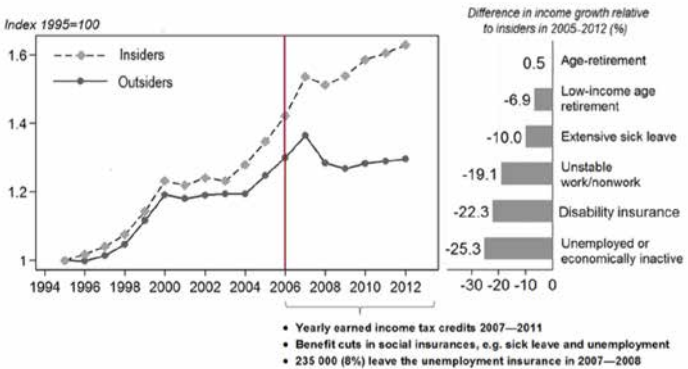 Index 1995=100
1.6
1.4
1.2
1
Insiders
Outsiders
1994 1996 1998 2000 2002 2004 2006 2008 2010 2012
Difference in income growth relative
to insiders in 2005-2012 (%)
0.5 Age-retirement
-6.9 Low-income age
retirement
-10.0 Extensive sick leave
-19.1 Unstable
work/nonwork
-22.3 Disability insurance
-25.3 Unemployed or
economically inactive
-30 -20 -10 0
• Yearly earned income tax credits 2007—2011
• Benefit cuts in social insurances, e.g. sick leave and unemployment
• 235 000 (8%) leave the unemployment insurance in 2007—2008